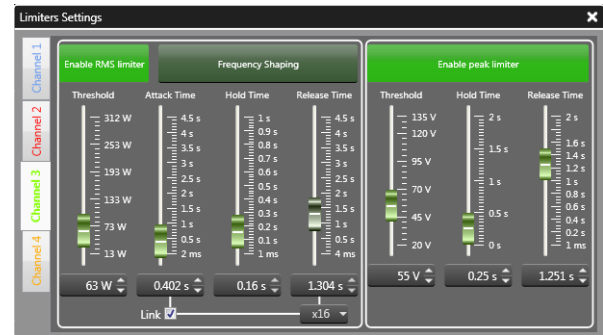 Limiters Settings
Channel 1
Channel 2
Channel 3
Channel 4
Enable RMS limiter
Frequency Shaping
Enable peak limiter
Threshold
Attack Time
Hold Time
Release Time
Threshold
Hold Time
Release Time
312 W
253 W
193 W
133 W
73 W
13 W
4.5 s
4 s
3.5 s
3 s
2.5 s
2 s
1.5 s
1 s
0.5 s
2 ms
1 s
0.9 s
0.8 s
0.7 s
0.6 s
0.5 s
0.4 s
0.3 s
0.2 s
0.1 s
1 ms
4.5 s
4 s
3.5 s
3 s
2.5 s
2 s
1.5 s
1 s
0.5 s
4 ms
135 V
120 V
95 V
70 V
45 V
20 V
2 s
1.5 s
1 s
0.5 s
0 s
2 s
1.6 s
1.4 s
1.2 s
1 s
0.8 s
0.6 s
0.4 s
0.2 s
1 ms
63 W
0.402 s
0.16 s
1.304 s
55 V
0.25 s
1.251 s
Link
x16